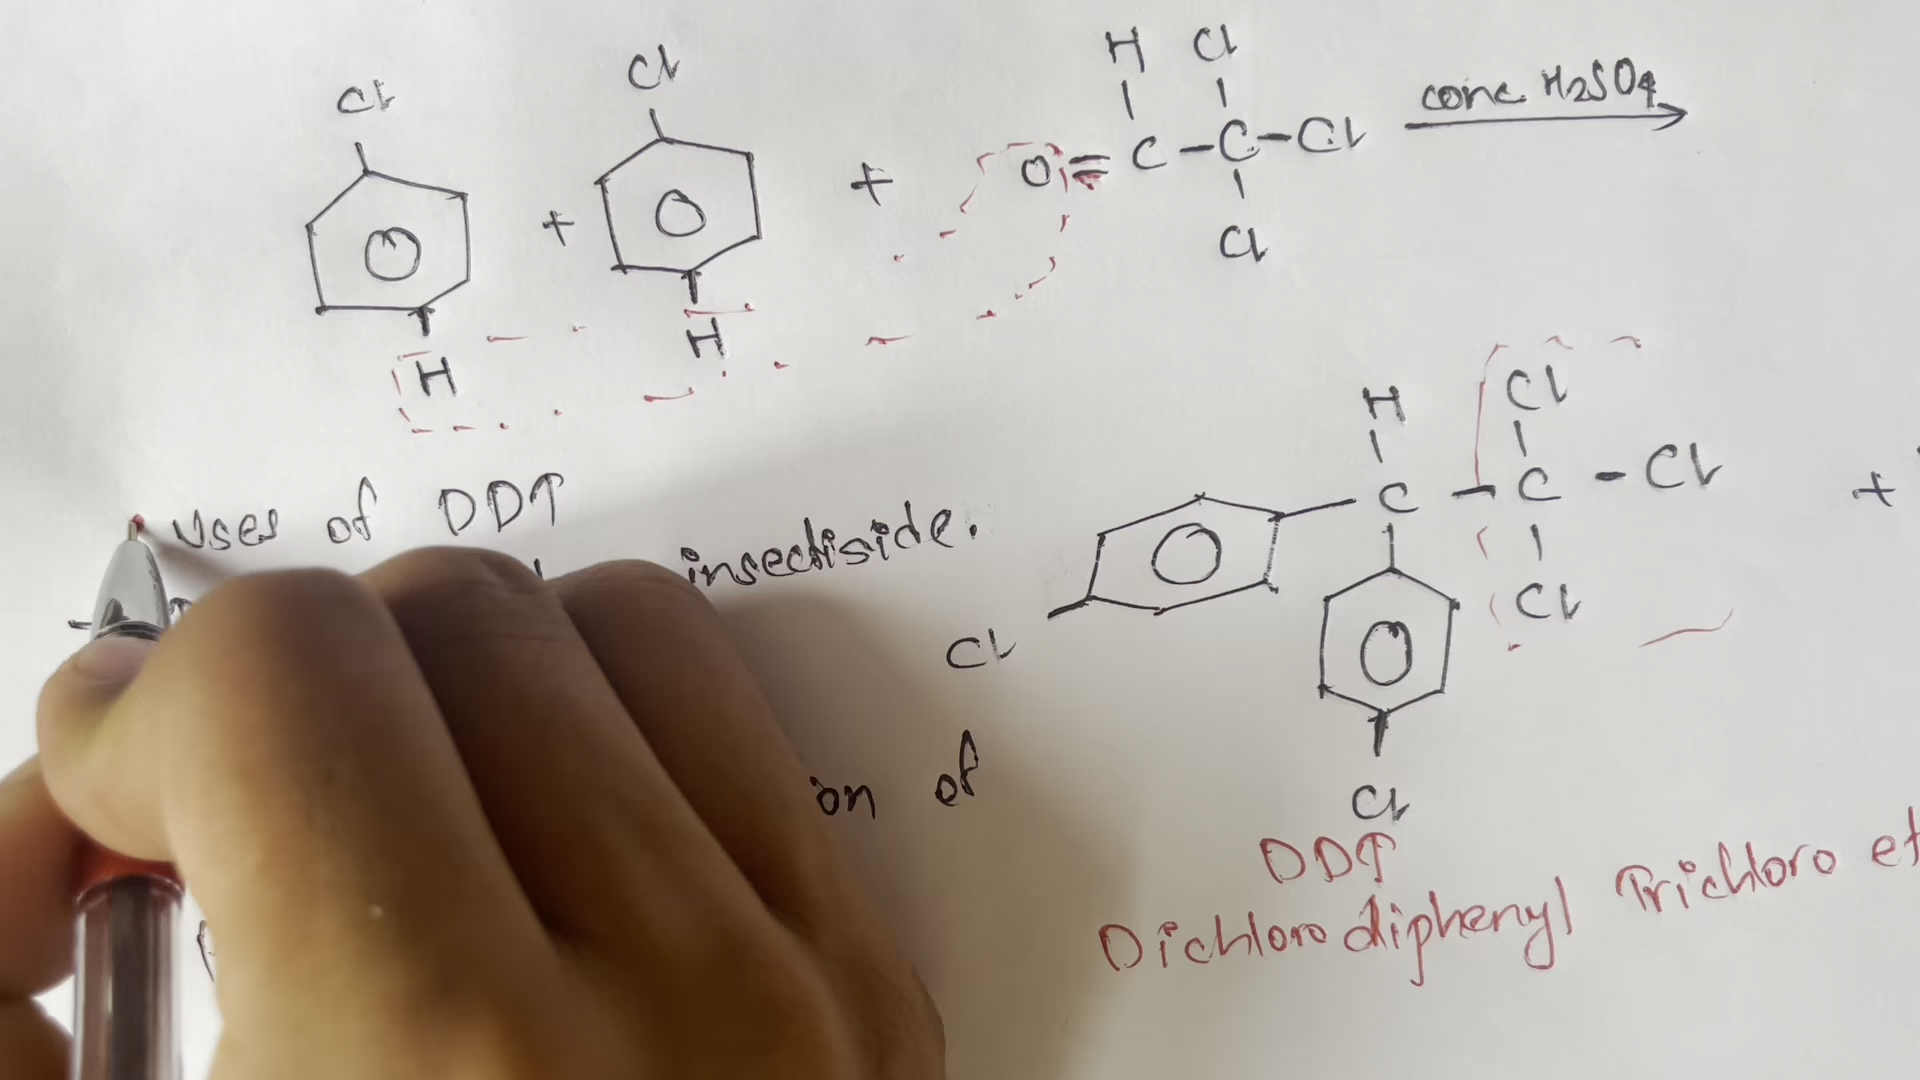 H Cl
Cl Cl
+ + O = C - C - Cl conc H2SO4
Cl
H H
H Cl
C - C - Cl +
Cl
Cl
Cl
Uses of DDT
insectiside.
on of
DDT
Dichloro diphenyl Trichloro et